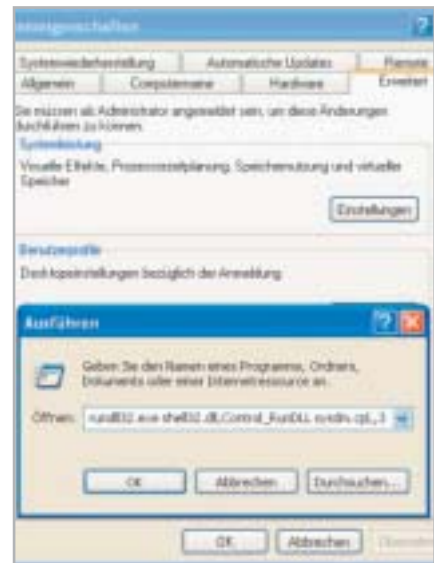 Systemwiederherstellung Automatische Updates Remote
Allgemein Computername Hardware Erweitert
Sie müssen als Administrator angemeldet sein, um diese Änderungen
durchführen zu können.
Systemleistung
Visuelle Effekte, Prozessorzeitplanung, Speichernutzung und virtueller
Speicher
Einstellungen
Benutzerprofile
Desktopeinstellungen bezüglich der Anmeldung
Ausführen
Geben Sie den Namen eines Programms, Ordners,
Dokuments oder einer Internetressource an.
Öffnen: rundll32.exe shell32.dll,Control_RunDLL sysdm.cpl,,3
OK Abbrechen Durchsuchen...
OK Abbrechen